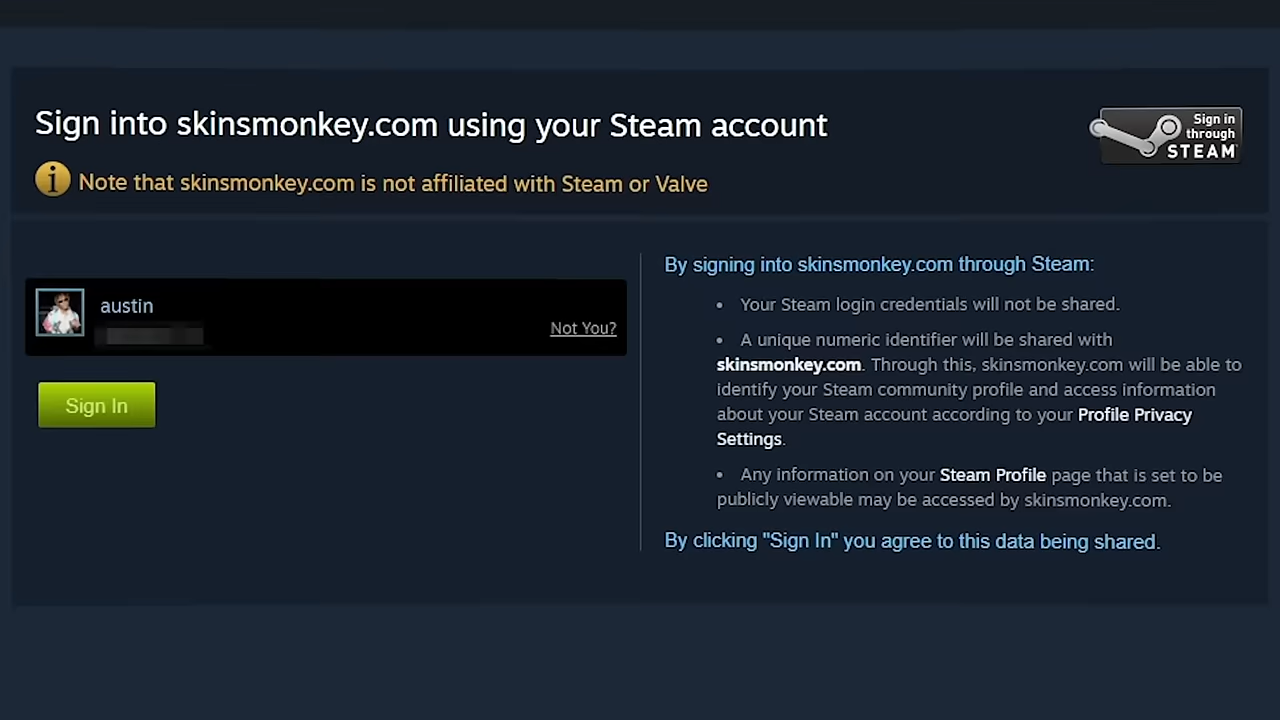 Sign into skinsmonkey.com using your Steam account
Sign in
through
STEAM
Note that skinsmonkey.com is not affiliated with Steam or Valve
austin
Not You?
Sign In
By signing into skinsmonkey.com through Steam:
• Your Steam login credentials will not be shared.
• A unique numeric identifier will be shared with
skinsmonkey.com. Through this, skinsmonkey.com will be able to
identify your Steam community profile and access information
about your Steam account according to your Profile Privacy
Settings.
• Any information on your Steam Profile page that is set to be
publicly viewable may be accessed by skinsmonkey.com.
By clicking "Sign In" you agree to this data being shared.